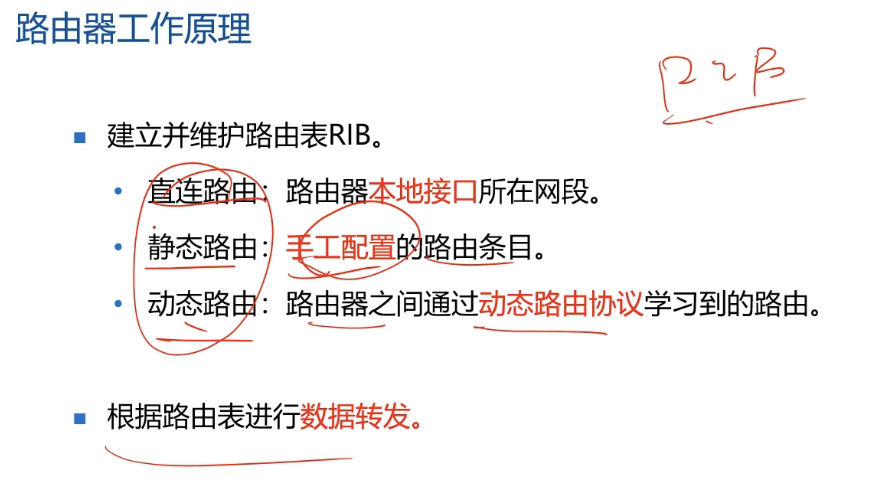 路由器工作原理
建立并维护路由表RIB。
直连路由：路由器本地接口所在网段。
静态路由：手工配置的路由条目。
动态路由：路由器之间通过动态路由协议学习到的路由。
根据路由表进行数据转发。